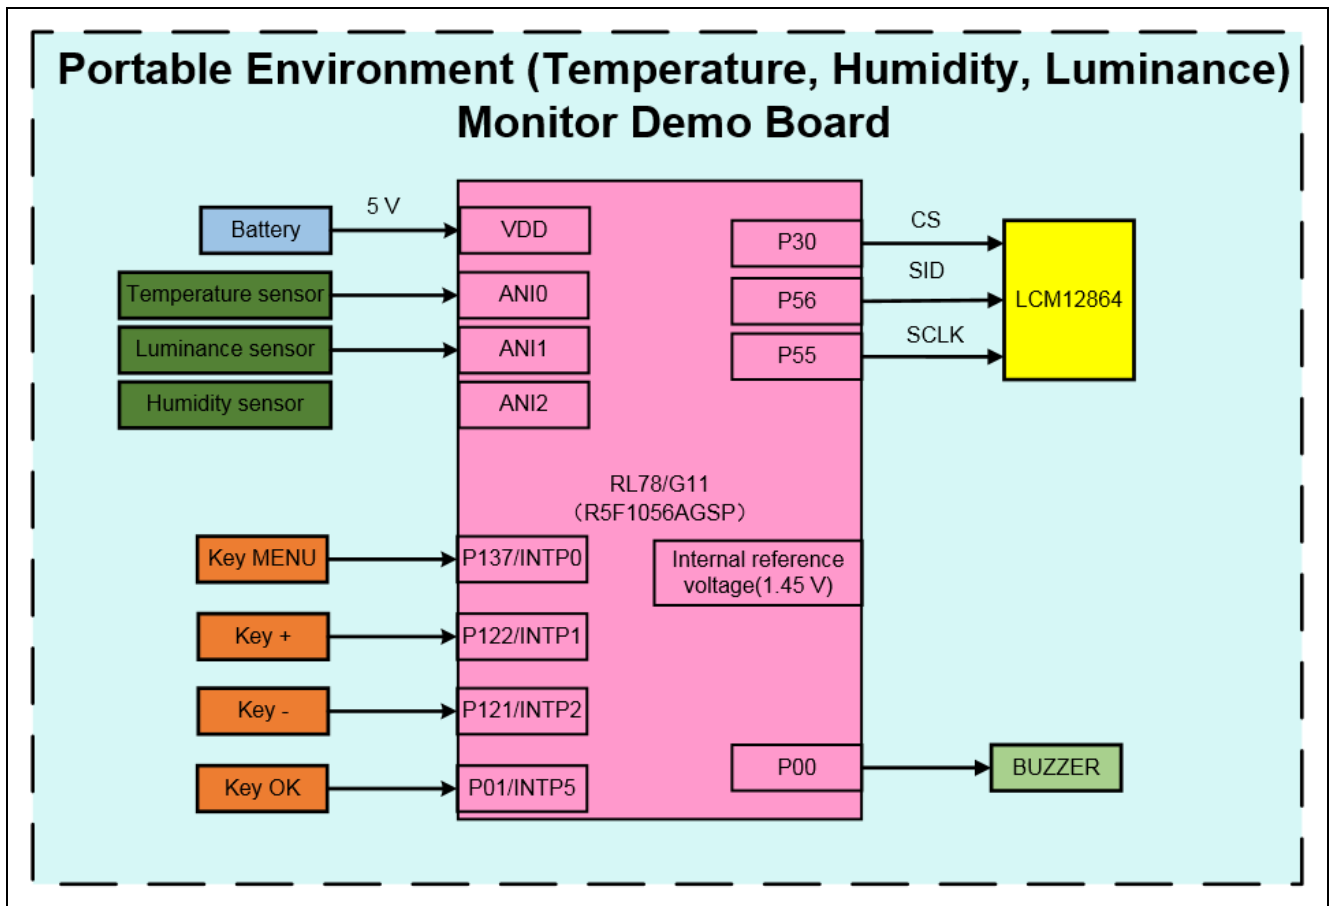 Portable Environment (Temperature, Humidity, Luminance)
Monitor Demo Board
Battery
5 V
VDD
Temperature sensor
ANI0
Luminance sensor
ANI1
Humidity sensor
ANI2
P30
CS
P56
SID
P55
SCLK
LCM12864
RL78/G11
（R5F1056AGSP）
Internal reference
voltage(1.45 V)
Key MENU
P137/INTP0
Key +
P122/INTP1
Key -
P121/INTP2
Key OK
P01/INTP5
P00
BUZZER